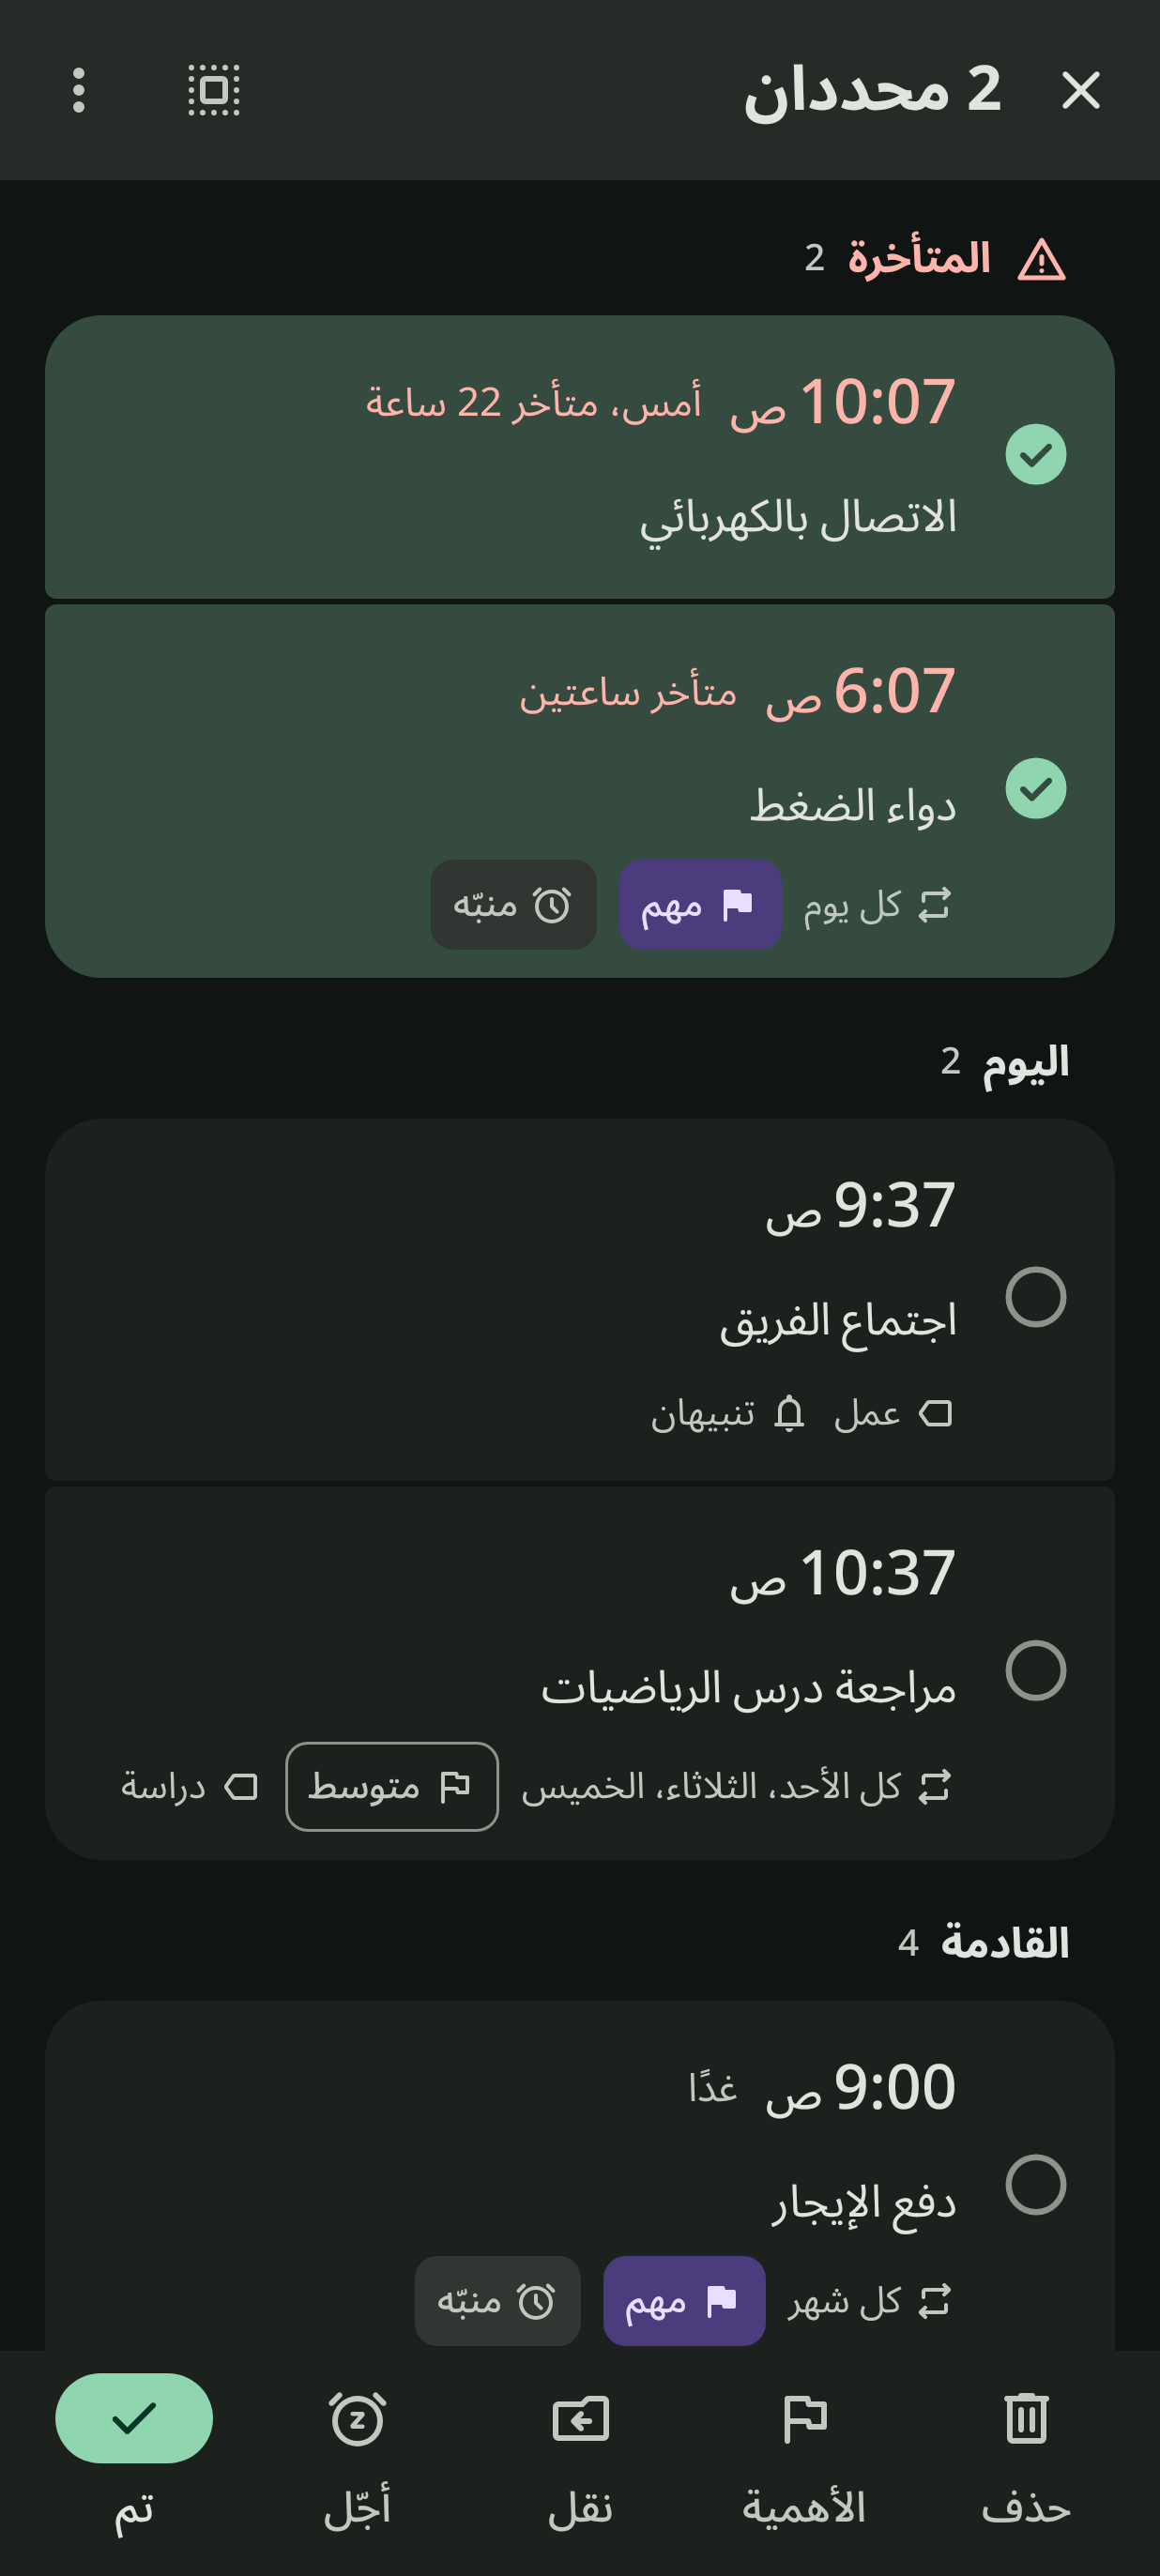 2 محددان
المتأخرة 2
10:07 ص أمس، متأخر 22 ساعة
الاتصال بالكهربائي
6:07 ص متأخر ساعتين
دواء الضغط
كل يوم مهم منبّه
اليوم 2
9:37 ص
اجتماع الفريق
عمل تنبيهان
10:37 ص
مراجعة درس الرياضيات
كل الأحد، الثلاثاء، الخميس متوسط دراسة
القادمة 4
9:00 ص غدًا
دفع الإيجار
كل شهر مهم منبّه
حذف الأهمية نقل أجّل تم